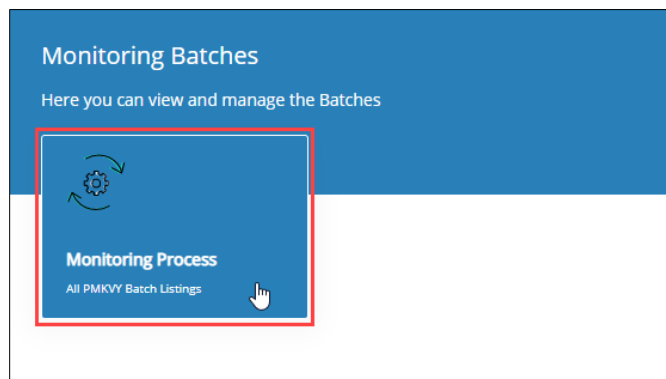 Monitoring Batches
Here you can view and manage the Batches
Monitoring Process
All PMKVY Batch Listings